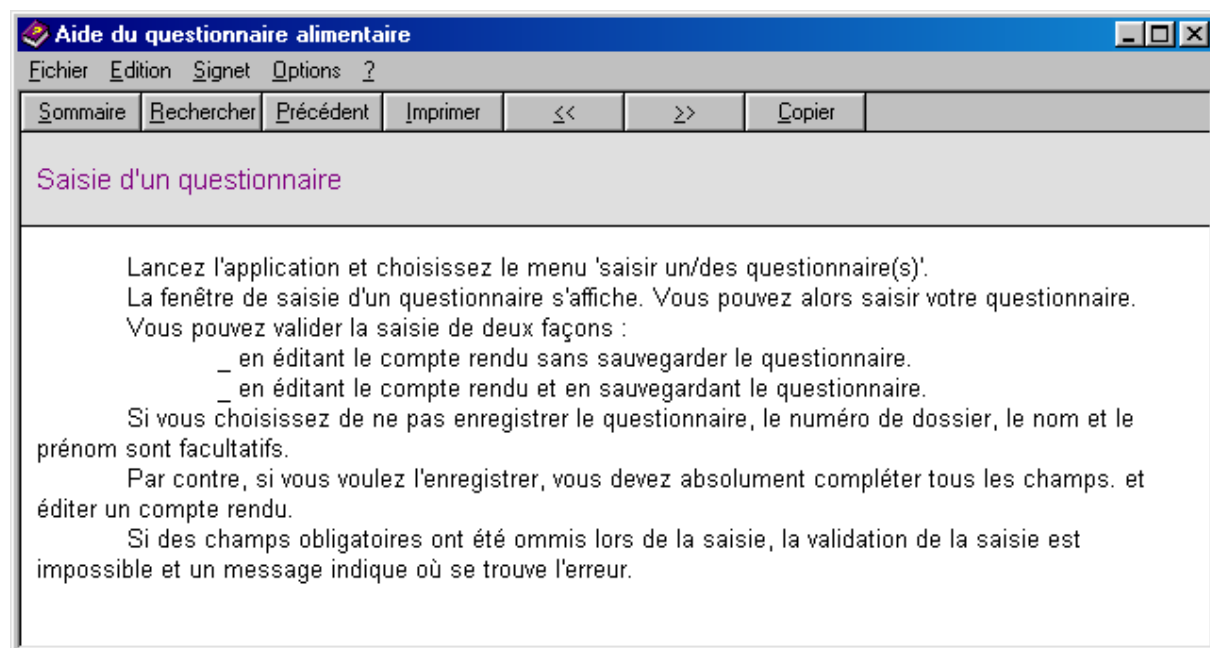 Aide du questionnaire alimentaire
Fichier Edition Signet Options ?
Sommaire Rechercher Précédent Imprimer << >> Copier
Saisie d'un questionnaire
Lancez l'application et choisissez le menu 'saisir un/des questionnaire(s)'.
La fenêtre de saisie d'un questionnaire s'affiche. Vous pouvez alors saisir votre questionnaire.
Vous pouvez valider la saisie de deux façons :
_ en éditant le compte rendu sans sauvegarder le questionnaire.
_ en éditant le compte rendu et en sauvegardant le questionnaire.
Si vous choisissez de ne pas enregistrer le questionnaire, le numéro de dossier, le nom et le
prénom sont facultatifs.
Par contre, si vous voulez l'enregistrer, vous devez absolument compléter tous les champs. et
éditer un compte rendu.
Si des champs obligatoires ont été ommis lors de la saisie, la validation de la saisie est
impossible et un message indique où se trouve l'erreur.